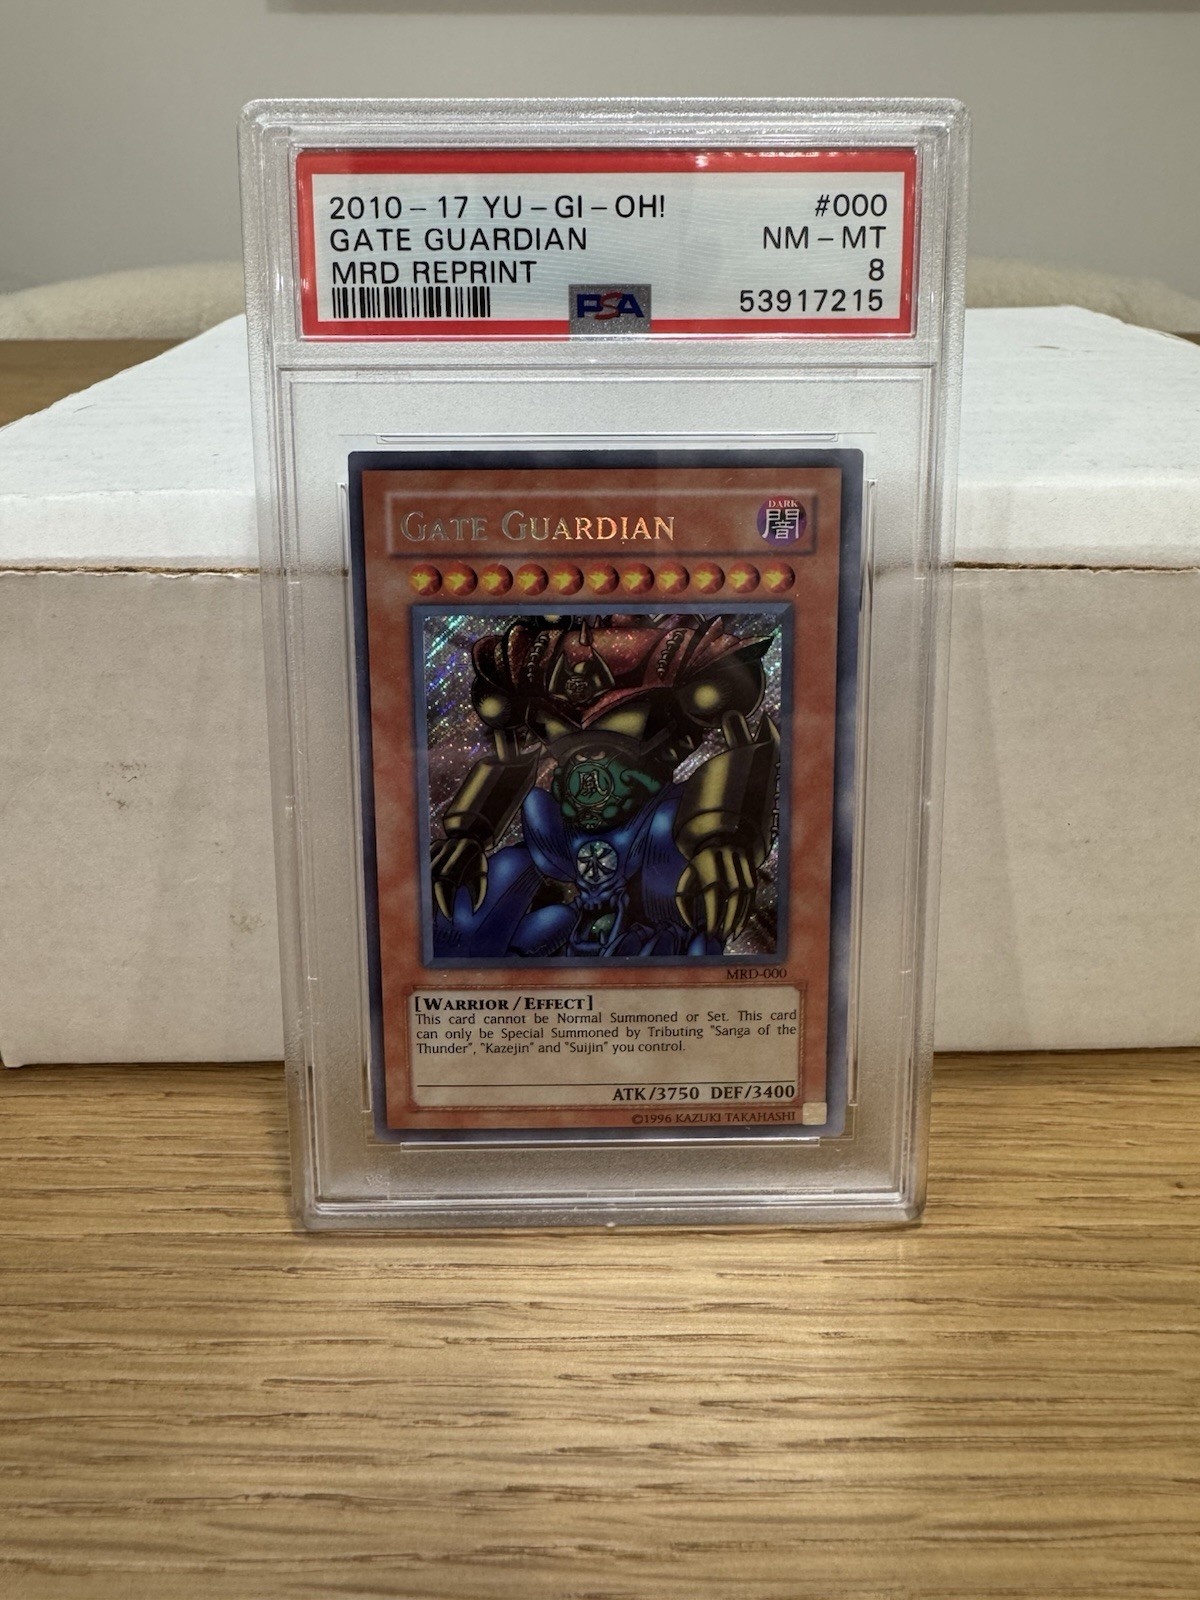 2010-17 YU-GI-OH! #000
GATE GUARDIAN NM-MT
MRD REPRINT 8
PSA 53917215
GATE GUARDIAN
DARK
闇
風
水
MRD-000
[WARRIOR/EFFECT]
This card cannot be Normal Summoned or Set. This card
can only be Special Summoned by Tributing "Sanga of the
Thunder", "Kazejin" and "Suijin" you control.
ATK/3750 DEF/3400
©1996 KAZUKI TAKAHASHI